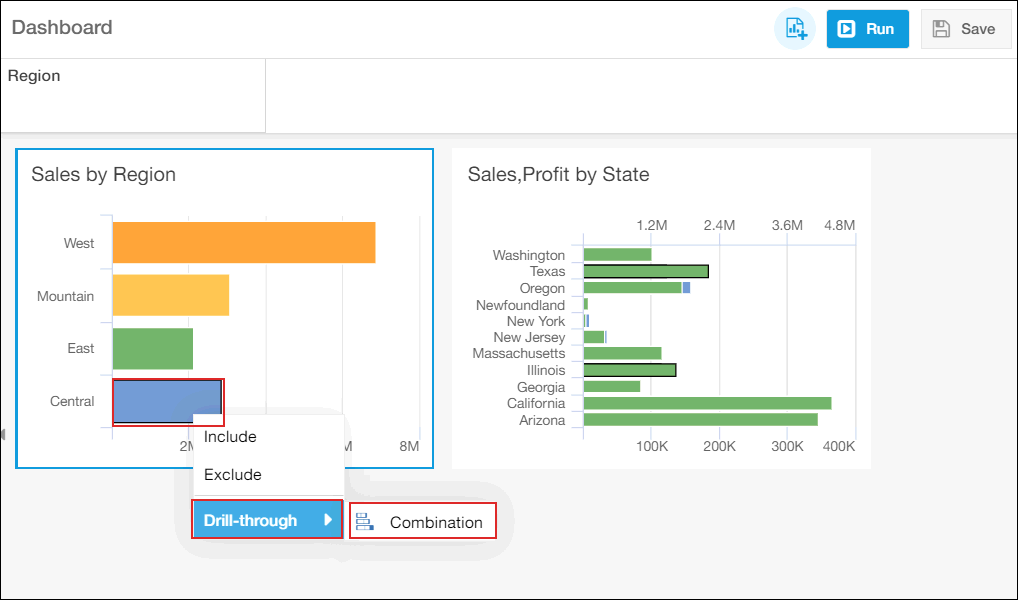 Dashboard
Run
Save
Region
Sales by Region
West
Mountain
East
Central
8M
Include
Exclude
Drill-through
Combination
Sales,Profit by State
1.2M 2.4M 3.6M 4.8M
Washington
Texas
Oregon
Newfoundland
New York
New Jersey
Massachusetts
Illinois
Georgia
California
Arizona
100K 200K 300K 400K